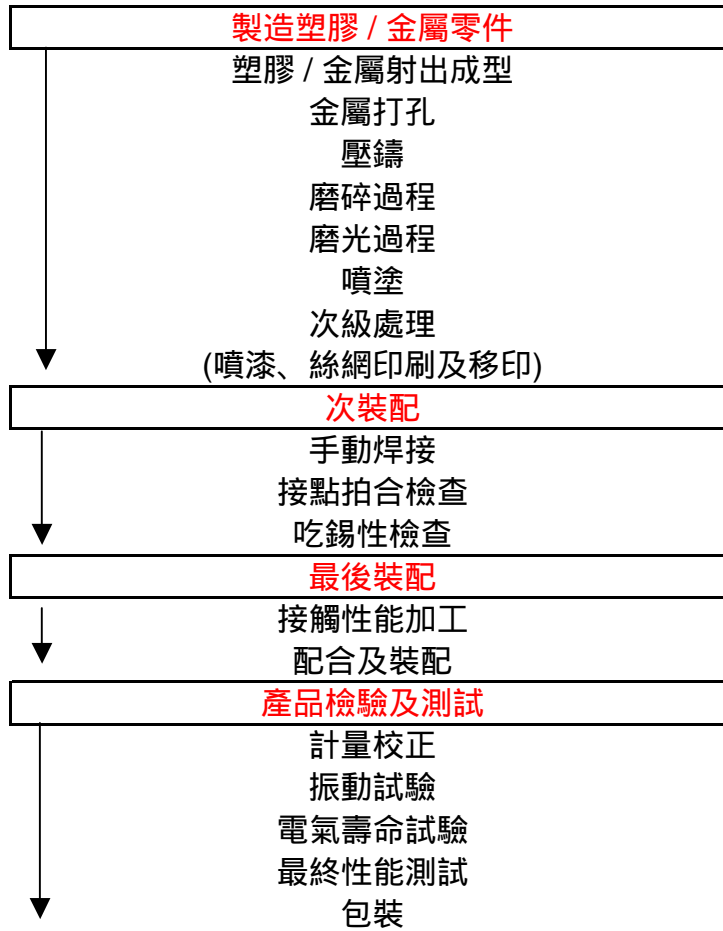 製造塑膠 / 金屬零件
塑膠 / 金屬射出成型
金屬打孔
壓鑄
磨碎過程
磨光過程
噴塗
次級處理
(噴漆、絲網印刷及移印)
次裝配
手動焊接
接點拍合檢查
吃錫性檢查
最後裝配
接觸性能加工
配合及裝配
產品檢驗及測試
計量校正
振動試驗
電氣壽命試驗
最終性能測試
包裝